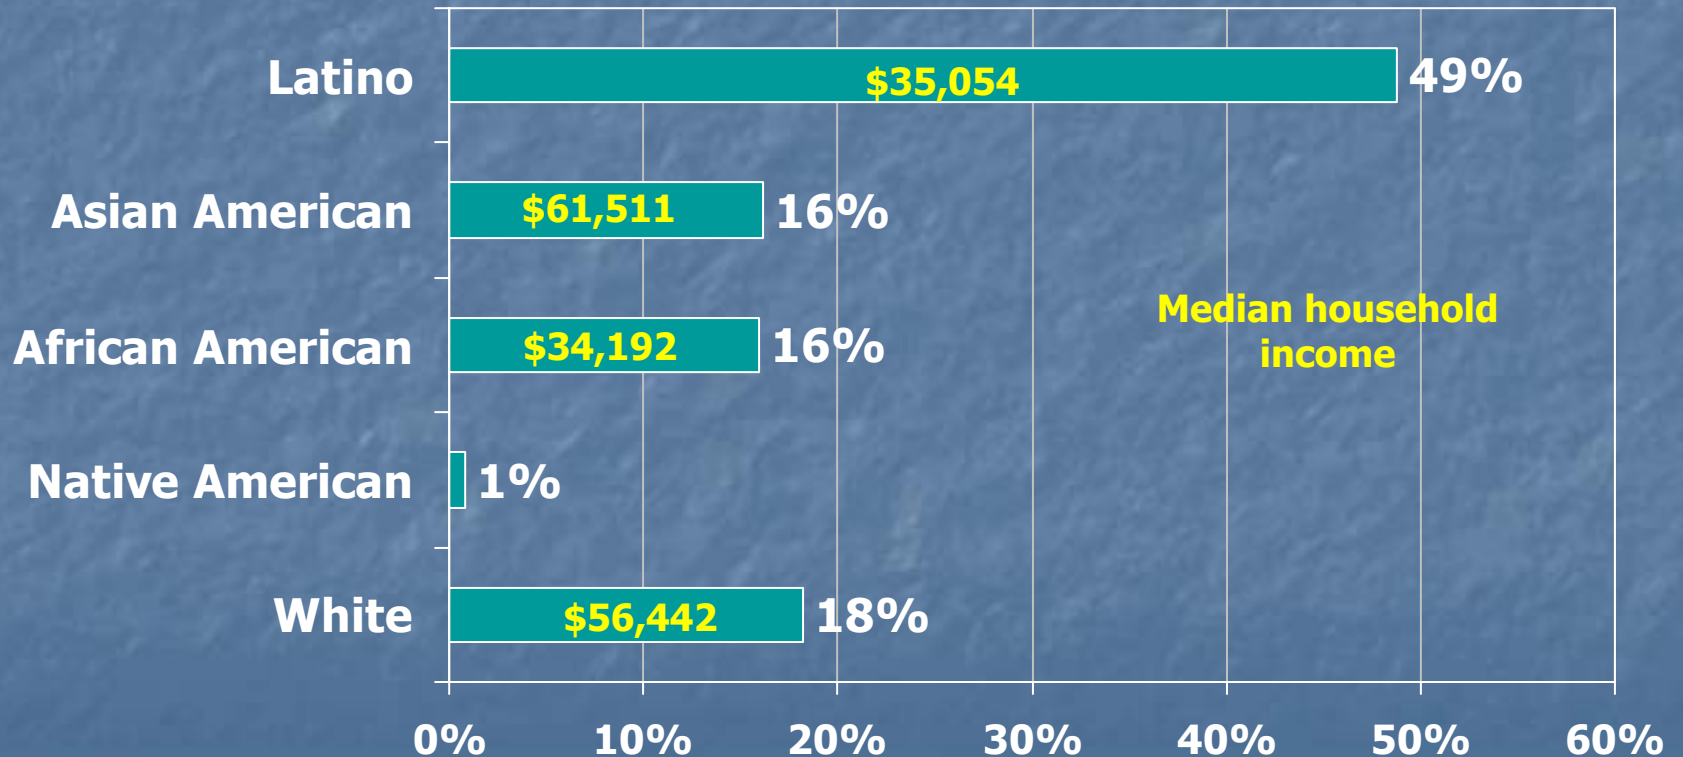 Latino
$35,054
49%
Asian American
$61,511
16%
African American
$34,192
16%
Median household
income
Native American
1%
White
$56,442
18%
0% 10% 20% 30% 40% 50% 60%